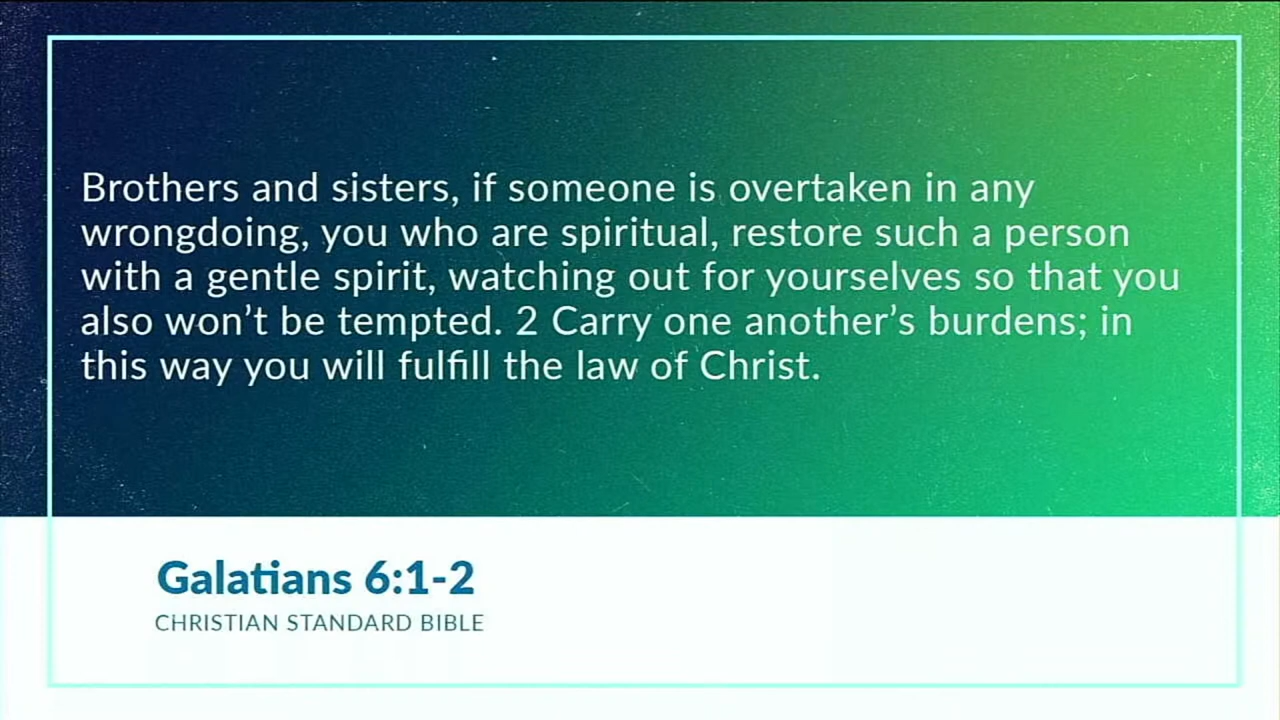 Brothers and sisters, if someone is overtaken in any
wrongdoing, you who are spiritual, restore such a person
with a gentle spirit, watching out for yourselves so that you
also won’t be tempted. 2 Carry one another’s burdens; in
this way you will fulfill the law of Christ.
Galatians 6:1-2
CHRISTIAN STANDARD BIBLE